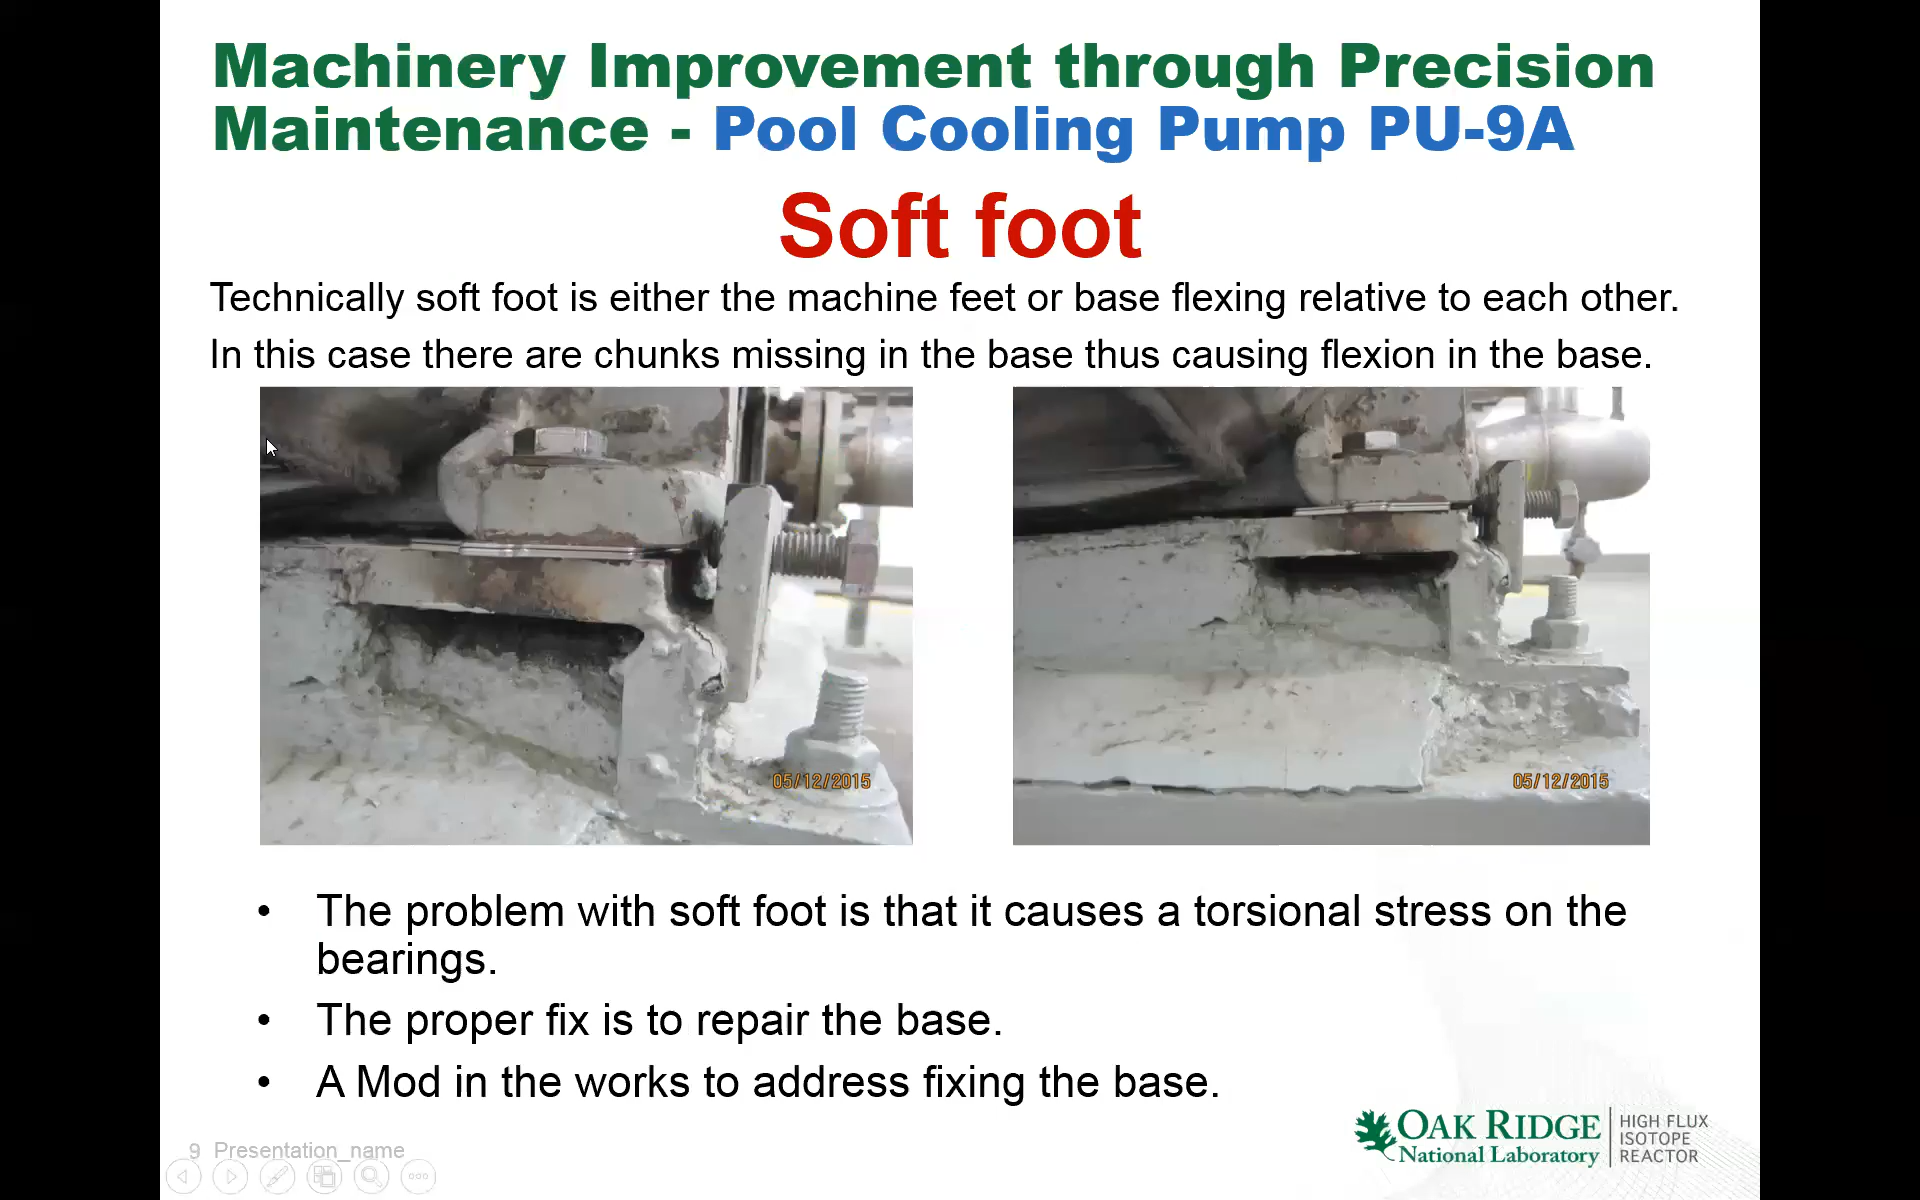 Machinery Improvement through Precision
Maintenance - Pool Cooling Pump PU-9A
Soft foot
Technically soft foot is either the machine feet or base flexing relative to each other.
In this case there are chunks missing in the base thus causing flexion in the base.
05/12/2015
05/12/2015
• The problem with soft foot is that it causes a torsional stress on the
bearings.
• The proper fix is to repair the base.
• A Mod in the works to address fixing the base.
9 Presentation_name
OAK RIDGE
National Laboratory
HIGH FLUX
ISOTOPE
REACTOR